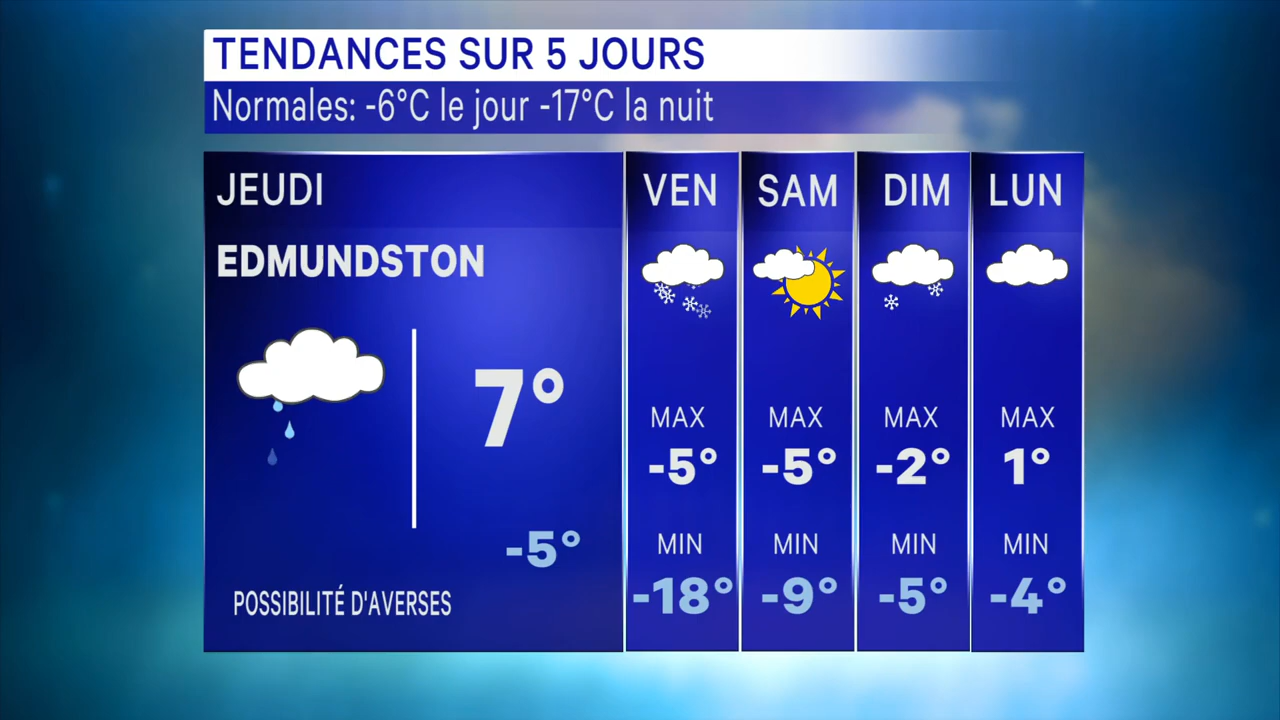 TENDANCES SUR 5 JOURS
Normales: -6°C le jour -17°C la nuit
JEUDI
EDMUNDSTON
7°
-5°
POSSIBILITÉ D'AVERSES
VEN
MAX
-5°
MIN
-18°
SAM
MAX
-5°
MIN
-9°
DIM
MAX
-2°
MIN
-5°
LUN
MAX
1°
MIN
-4°